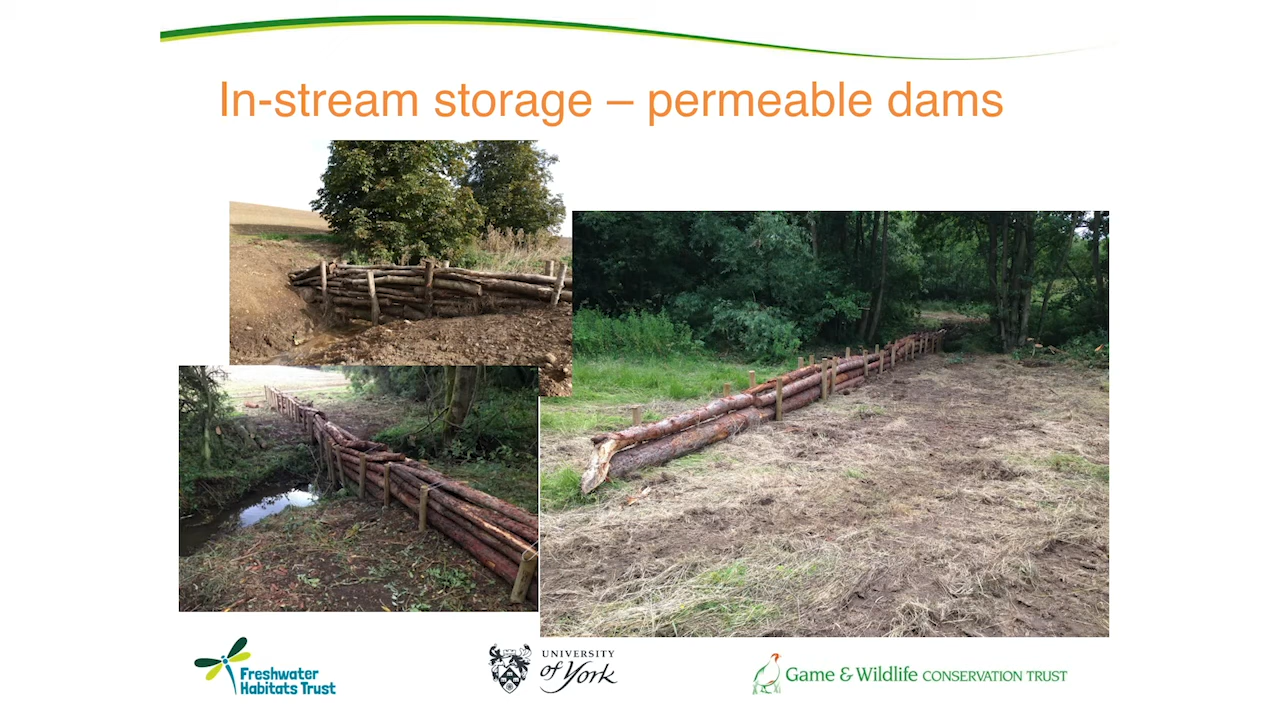 In-stream storage – permeable dams
Freshwater
Habitats Trust
UNIVERSITY
of York
Game & Wildlife CONSERVATION TRUST